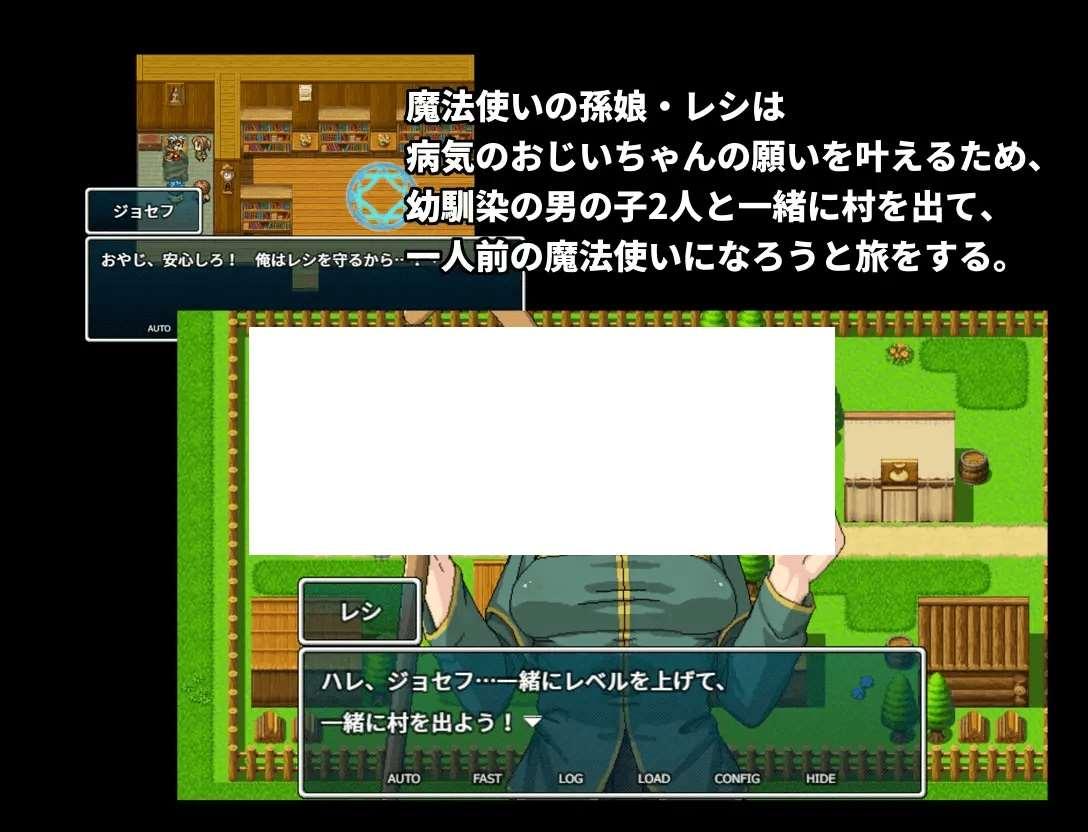 魔法使いの孫娘・レシは
病気のおじいちゃんの願いを叶えるため、
幼馴染の男の子2人と一緒に村を出て、
一人前の魔法使いになろうと旅をする。
ジョセフ
おやじ、安心しろ！　俺はレシを守るから…
AUTO
レシ
ハレ、ジョセフ…一緒にレベルを上げて、
一緒に村を出よう！
AUTO FAST LOG LOAD CONFIG HIDE